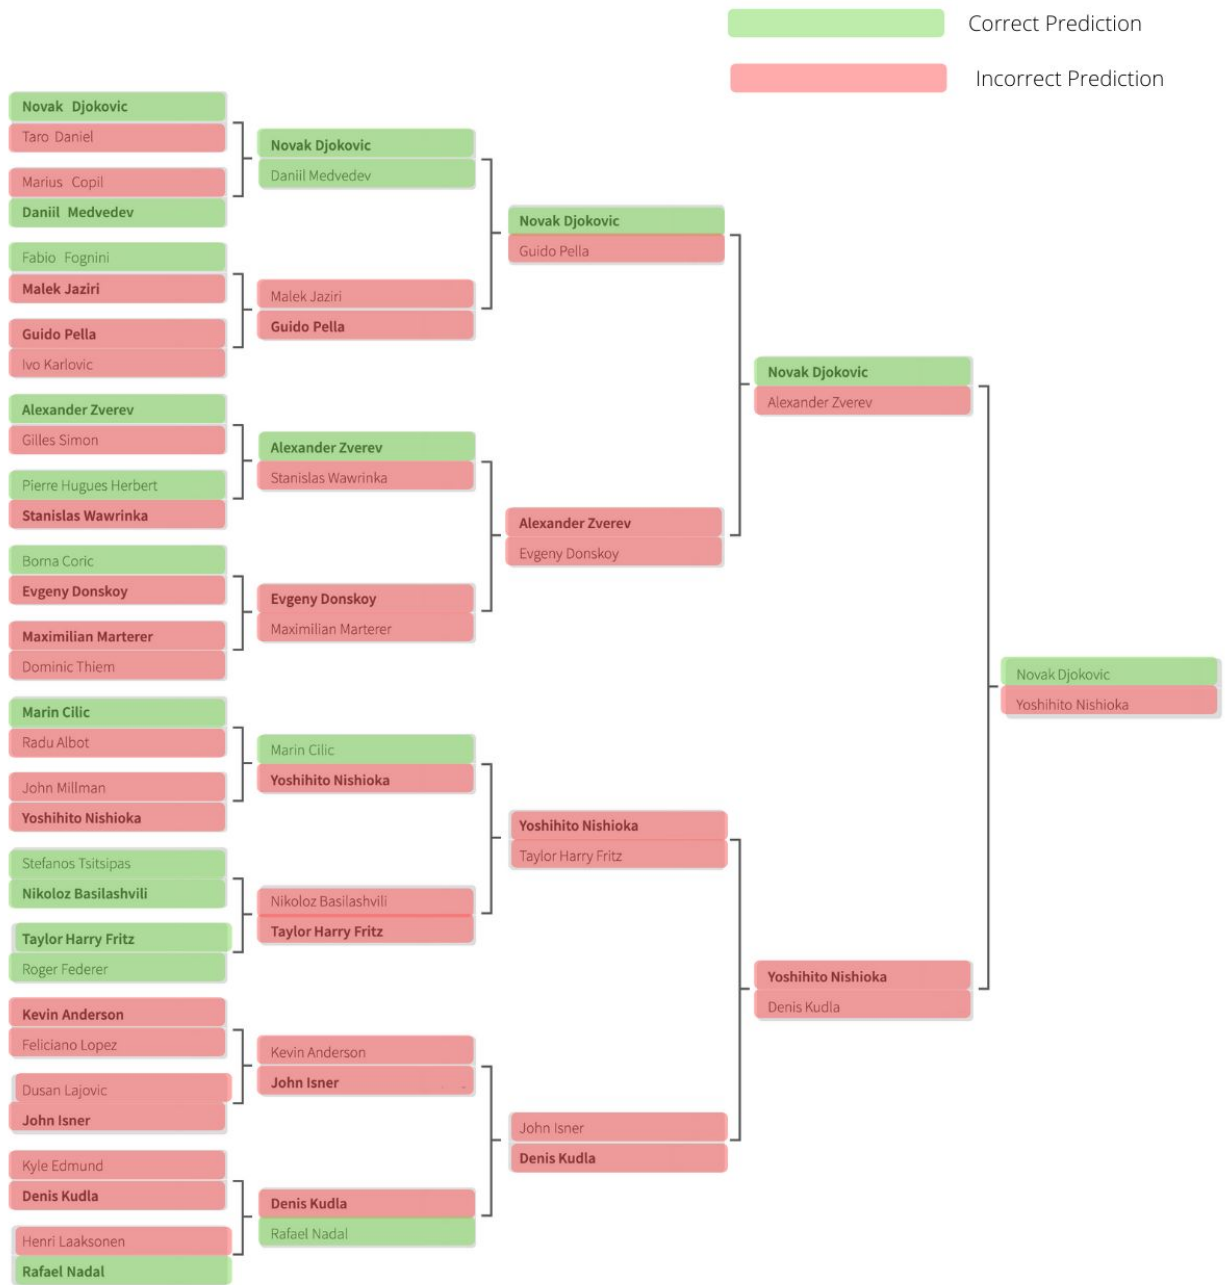 Correct Prediction
Incorrect Prediction
Novak Djokovic
Taro Daniel
Marius Copil
Daniil Medvedev
Fabio Fognini
Malek Jaziri
Guido Pella
Ivo Karlovic
Alexander Zverev
Gilles Simon
Pierre Hugues Herbert
Stanislas Wawrinka
Borna Coric
Evgeny Donskoy
Maximilian Marterer
Dominic Thiem
Marin Cilic
Radu Albot
John Millman
Yoshihito Nishioka
Stefanos Tsitsipas
Nikoloz Basilashvili
Taylor Harry Fritz
Roger Federer
Kevin Anderson
Feliciano Lopez
Dusan Lajovic
John Isner
Kyle Edmund
Denis Kudla
Henri Laaksonen
Rafael Nadal
Novak Djokovic
Daniil Medvedev
Malek Jaziri
Guido Pella
Alexander Zverev
Stanislas Wawrinka
Evgeny Donskoy
Maximilian Marterer
Marin Cilic
Yoshihito Nishioka
Nikoloz Basilashvili
Taylor Harry Fritz
Kevin Anderson
John Isner
Denis Kudla
Rafael Nadal
Novak Djokovic
Guido Pella
Alexander Zverev
Evgeny Donskoy
Yoshihito Nishioka
Taylor Harry Fritz
John Isner
Denis Kudla
Novak Djokovic
Alexander Zverev
Yoshihito Nishioka
Denis Kudla
Novak Djokovic
Yoshihito Nishioka